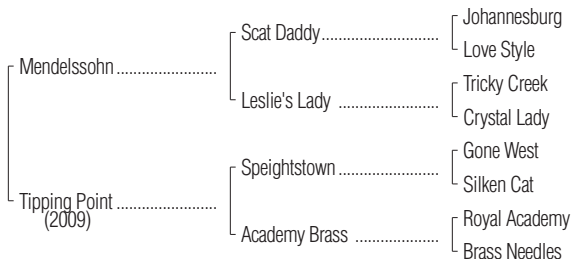 Johannesburg
Scat Daddy..............................
Love Style
Mendelssohn .........................
Tricky Creek
Leslie's Lady .........................
Crystal Lady
Gone West
Speightstown.........................
Silken Cat
Tipping Point .........................
(2009)
Royal Academy
Academy Brass .....................
Brass Needles